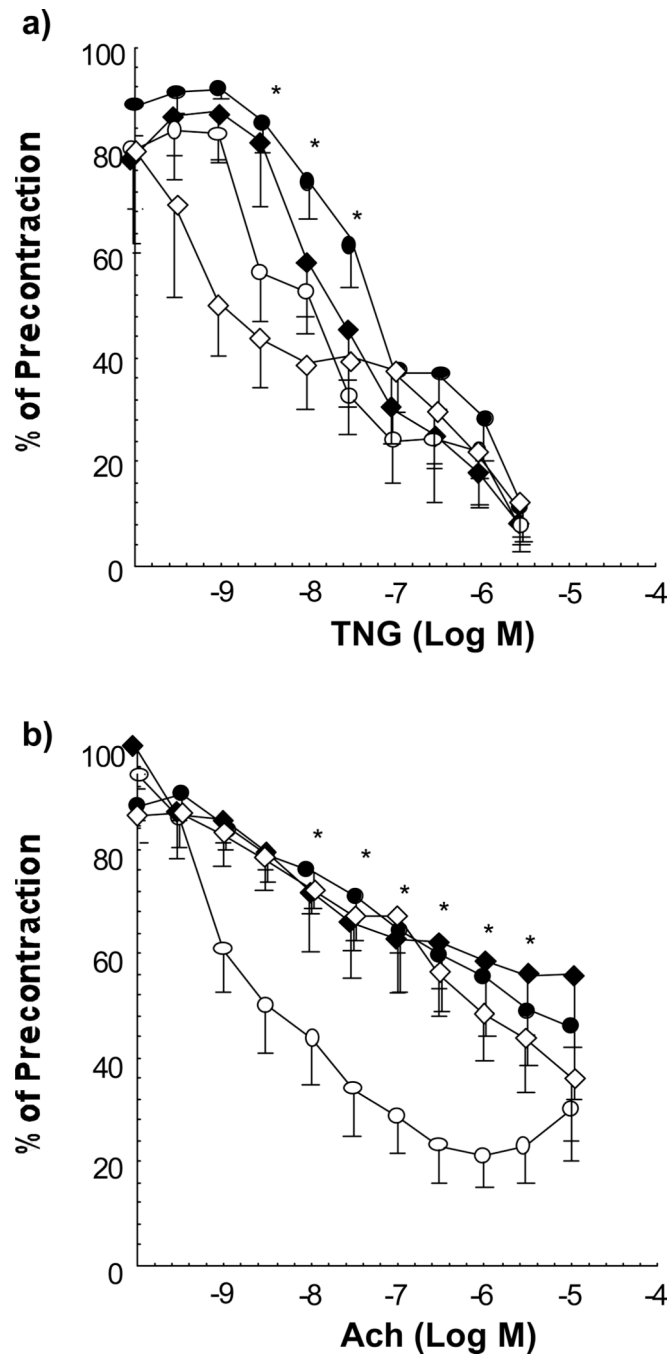 a)
% of Precontraction
100
80
60
40
20
0
* * *
-9 -8 -7 -6 -5 -4
TNG (Log M)
b)
% of Precontraction
100
80
60
40
20
0
* * * * * *
-9 -8 -7 -6 -5 -4
Ach (Log M)